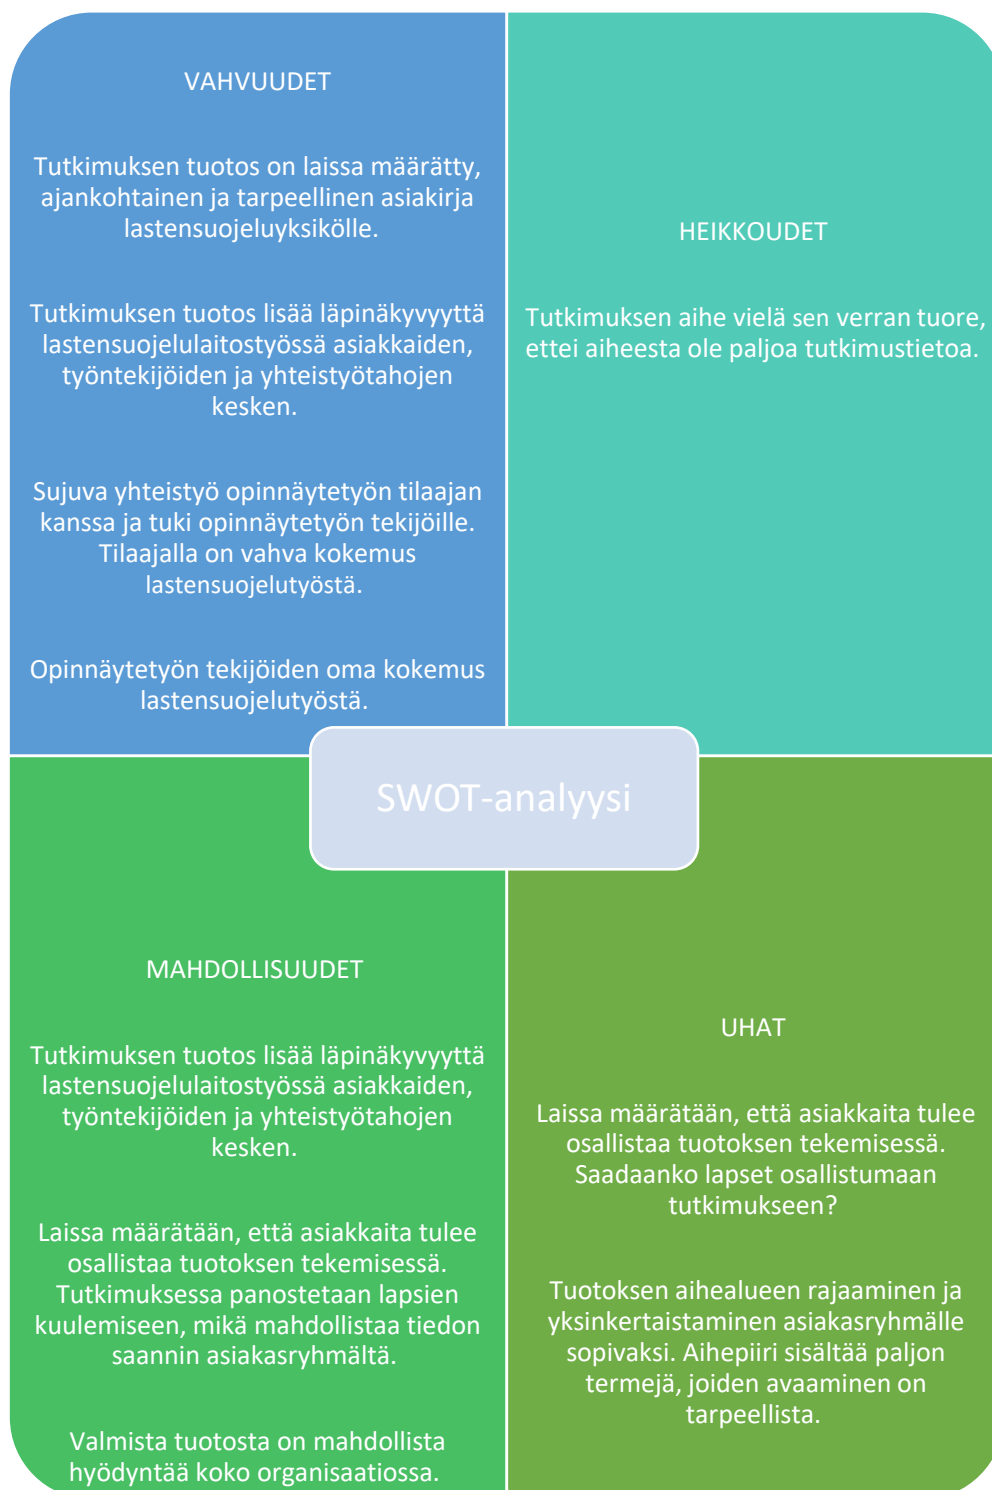 VAHVUUDET
Tutkimuksen tuotos on laissa määrätty,
ajankohtainen ja tarpeellinen asiakirja
lastensuojeluyksikölle.
Tutkimuksen tuotos lisää läpinäkyvyyttä
lastensuojelulaitostyössä asiakkaiden,
työntekijöiden ja yhteistyötahojen
kesken.
Sujuva yhteistyö opinnäytetyön tilaajan
kanssa ja tuki opinnäytetyön tekijöille.
Tilaajalla on vahva kokemus
lastensuojelutyöstä.
Opinnäytetyön tekijöiden oma kokemus
lastensuojelutyöstä.
HEIKKOUDET
Tutkimuksen aihe vielä sen verran tuore,
ettei aiheesta ole paljoa tutkimustietoa.
SWOT-analyysi
MAHDOLLISUUDET
Tutkimuksen tuotos lisää läpinäkyvyyttä
lastensuojelulaitostyössä asiakkaiden,
työntekijöiden ja yhteistyötahojen
kesken.
Laissa määrätään, että asiakkaita tulee
osallistaa tuotoksen tekemisessä.
Tutkimuksessa panostetaan lapsien
kuulemiseen, mikä mahdollistaa tiedon
saannin asiakasryhmältä.
Valmista tuotosta on mahdollista
hyödyntää koko organisaatiossa.
UHAT
Laissa määrätään, että asiakkaita tulee
osallistaa tuotoksen tekemisessä.
Saadaanko lapset osallistumaan
tutkimukseen?
Tuotoksen aihealueen rajaaminen ja
yksinkertaistaminen asiakasryhmälle
sopivaksi. Aihepiiri sisältää paljon
termejä, joiden avaaminen on
tarpeellista.